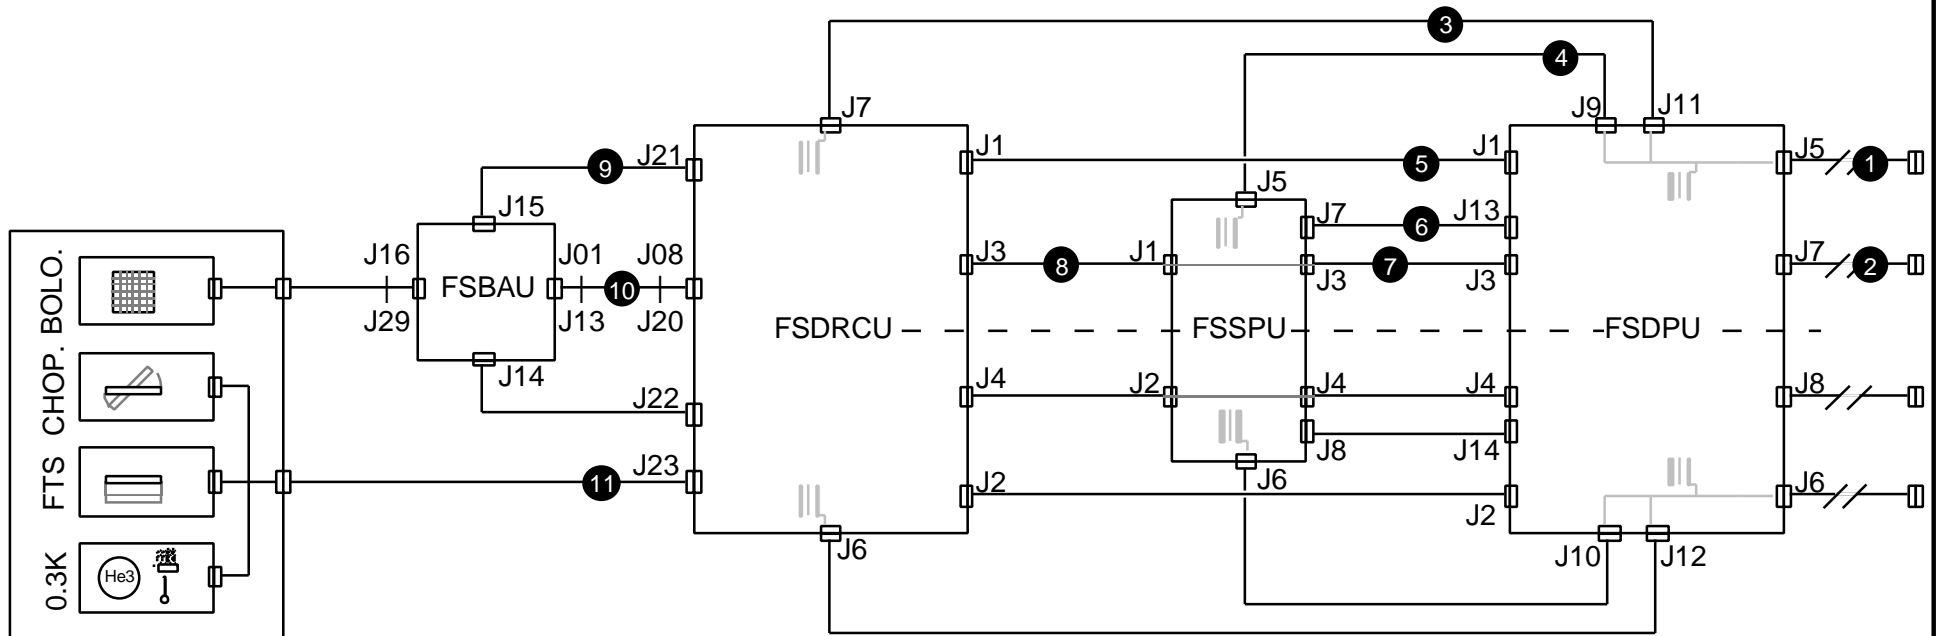 3
4
J7
J9
J11
9
J21
J1
5
J1
J5
1
J15
J5
J7
6
J13
BOLO.
J16
J01
J08
J3
8
J1
J3
7
J3
J7
2
FSBAU
10
J29
J13
J20
FSDRCU
FSSPU
FSDPU
CHOP.
J14
J22
J4
J2
J4
J4
J8
FTS
11
J23
J8
J14
J2
J6
J2
J6
0.3K
He3
J6
J10
J12